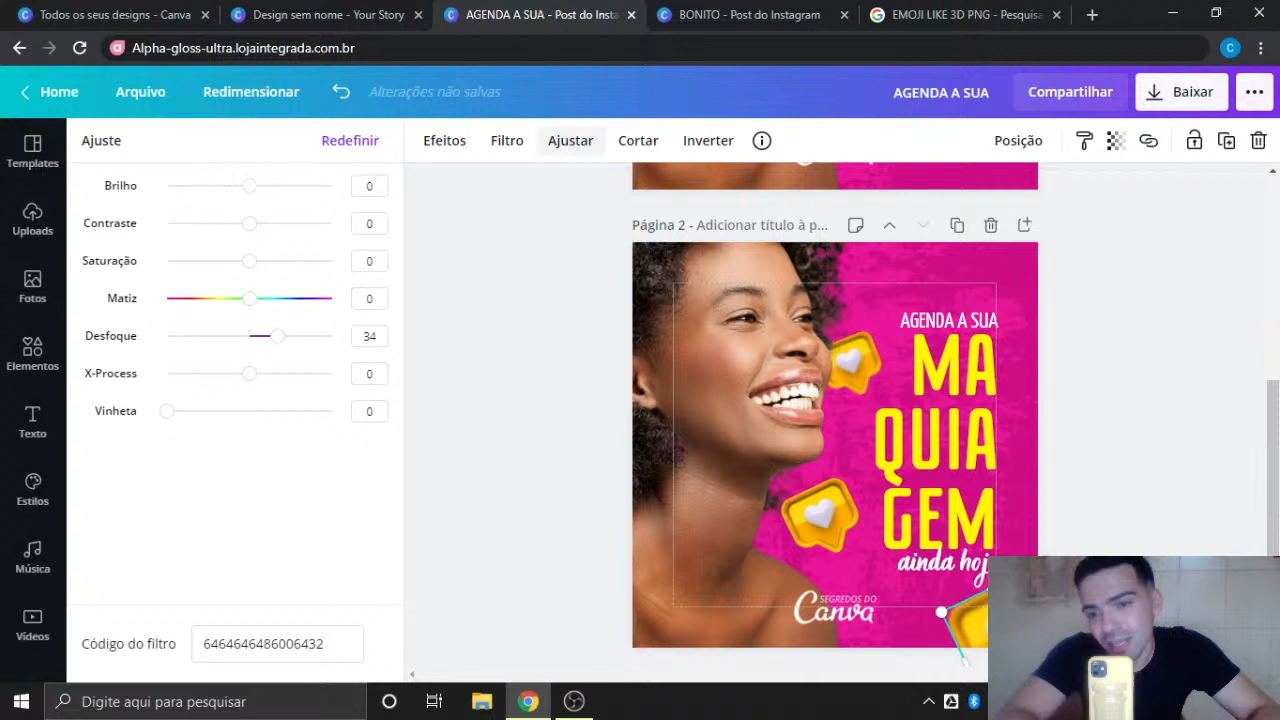 Todos os seus designs - Canva
Design sem nome - Your Story
AGENDA A SUA - Post do Insta
BONITO - Post do Instagram
EMOJI LIKE 3D PNG - Pesquisa
Alpha-gloss-ultra.lojaintegrada.com.br
C
Home
Arquivo
Redimensionar
Alterações não salvas
AGENDA A SUA
Compartilhar
Baixar
Templates
Uploads
Fotos
Elementos
Texto
Estilos
Música
Vídeos
Ajuste
Redefinir
Efeitos
Filtro
Ajustar
Cortar
Inverter
Posição
Brilho 0
Contraste 0
Saturação 0
Matiz 0
Desfoque 34
X-Process 0
Vinheta 0
Código do filtro 6464646486006432
Página 2 - Adicionar título à p...
AGENDA A SUA
MA
QUIA
GEM
ainda hoj
SEGREDOS DO
Canva
Digite aqui para pesquisar